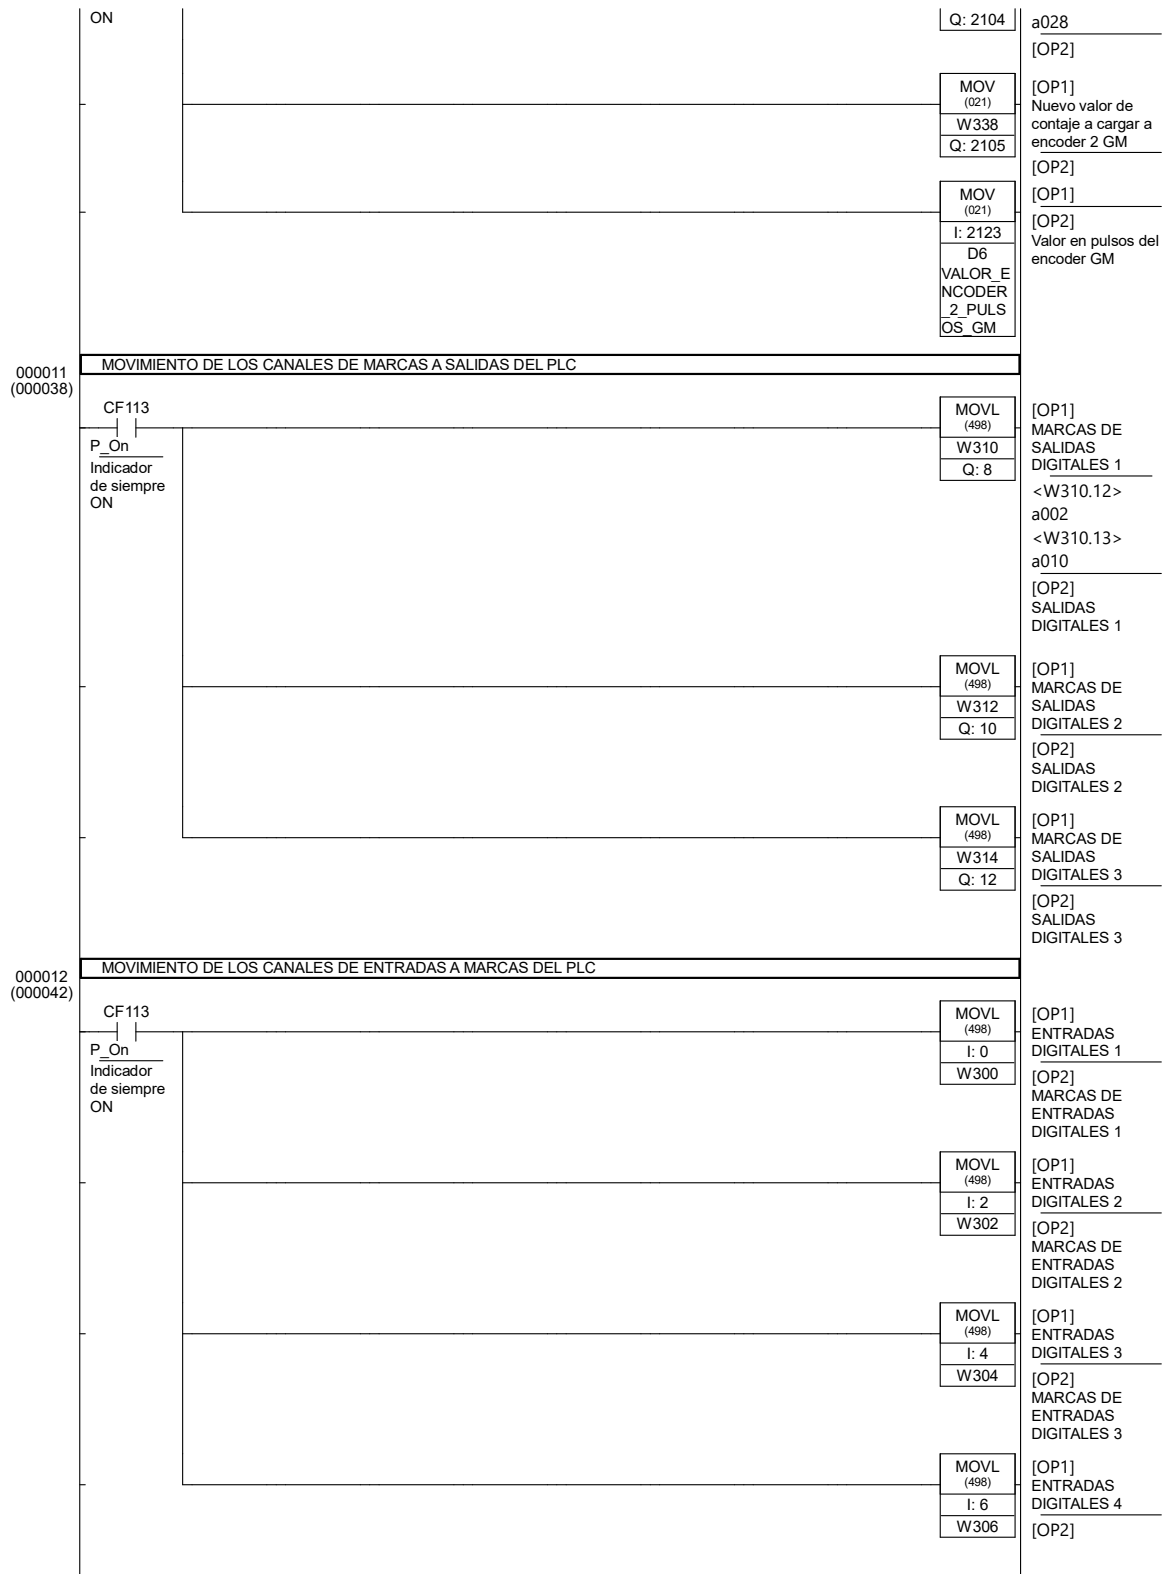 ON
Q: 2104
a028
[OP2]
MOV
(021)
W338
Q: 2105
[OP1]
Nuevo valor de
contaje a cargar a
encoder 2 GM
[OP2]
MOV
(021)
I: 2123
D6
VALOR_E
NCODER
_2_PULS
OS_GM
[OP1]
[OP2]
Valor en pulsos del
encoder GM
000011
(000038)
MOVIMIENTO DE LOS CANALES DE MARCAS A SALIDAS DEL PLC
CF113
P_On
Indicador
de siempre
ON
MOVL
(498)
W310
Q: 8
[OP1]
MARCAS DE
SALIDAS
DIGITALES 1
<W310.12>
a002
<W310.13>
a010
[OP2]
SALIDAS
DIGITALES 1
MOVL
(498)
W312
Q: 10
[OP1]
MARCAS DE
SALIDAS
DIGITALES 2
[OP2]
SALIDAS
DIGITALES 2
MOVL
(498)
W314
Q: 12
[OP1]
MARCAS DE
SALIDAS
DIGITALES 3
[OP2]
SALIDAS
DIGITALES 3
000012
(000042)
MOVIMIENTO DE LOS CANALES DE ENTRADAS A MARCAS DEL PLC
CF113
P_On
Indicador
de siempre
ON
MOVL
(498)
I: 0
W300
[OP1]
ENTRADAS
DIGITALES 1
[OP2]
MARCAS DE
ENTRADAS
DIGITALES 1
MOVL
(498)
I: 2
W302
[OP1]
ENTRADAS
DIGITALES 2
[OP2]
MARCAS DE
ENTRADAS
DIGITALES 2
MOVL
(498)
I: 4
W304
[OP1]
ENTRADAS
DIGITALES 3
[OP2]
MARCAS DE
ENTRADAS
DIGITALES 3
MOVL
(498)
I: 6
W306
[OP1]
ENTRADAS
DIGITALES 4
[OP2]